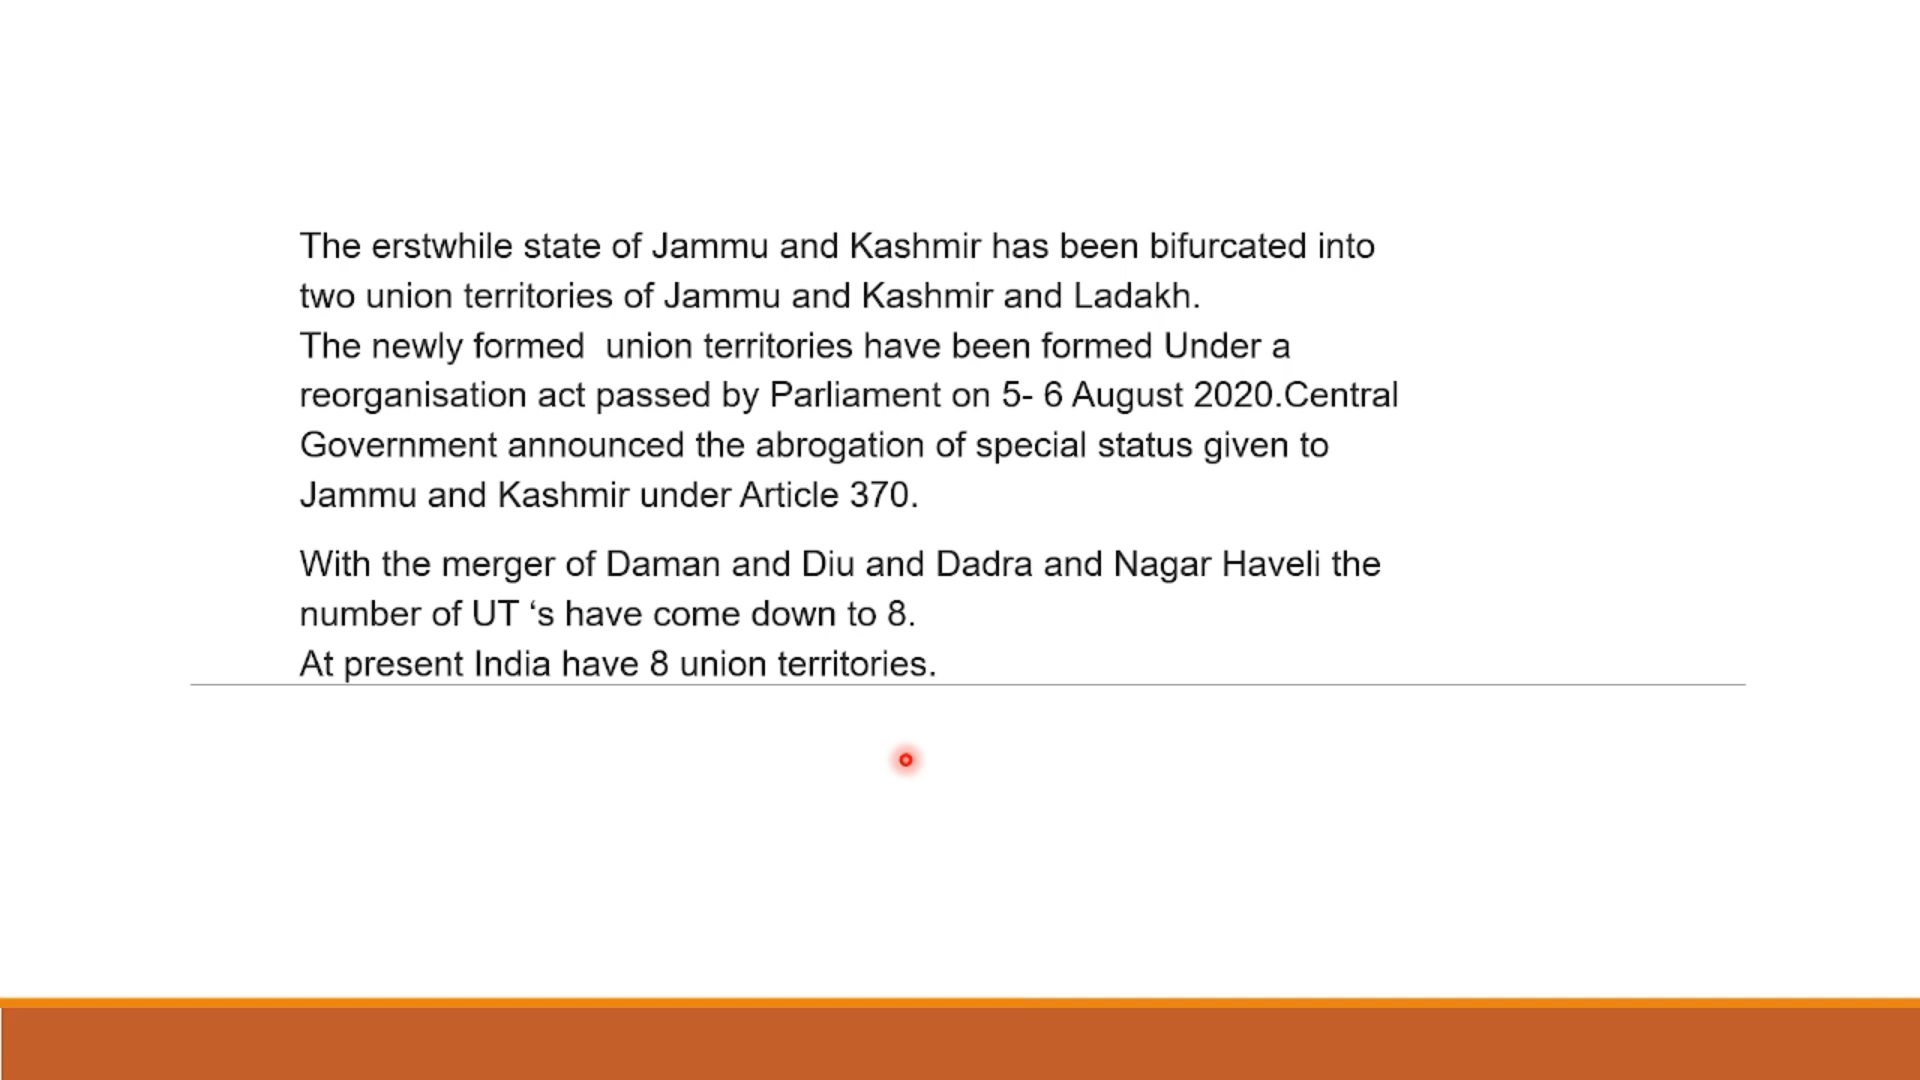 The erstwhile state of Jammu and Kashmir has been bifurcated into
two union territories of Jammu and Kashmir and Ladakh.
The newly formed  union territories have been formed Under a
reorganisation act passed by Parliament on 5- 6 August 2020.Central
Government announced the abrogation of special status given to
Jammu and Kashmir under Article 370.
With the merger of Daman and Diu and Dadra and Nagar Haveli the
number of UT ‘s have come down to 8.
At present India have 8 union territories.